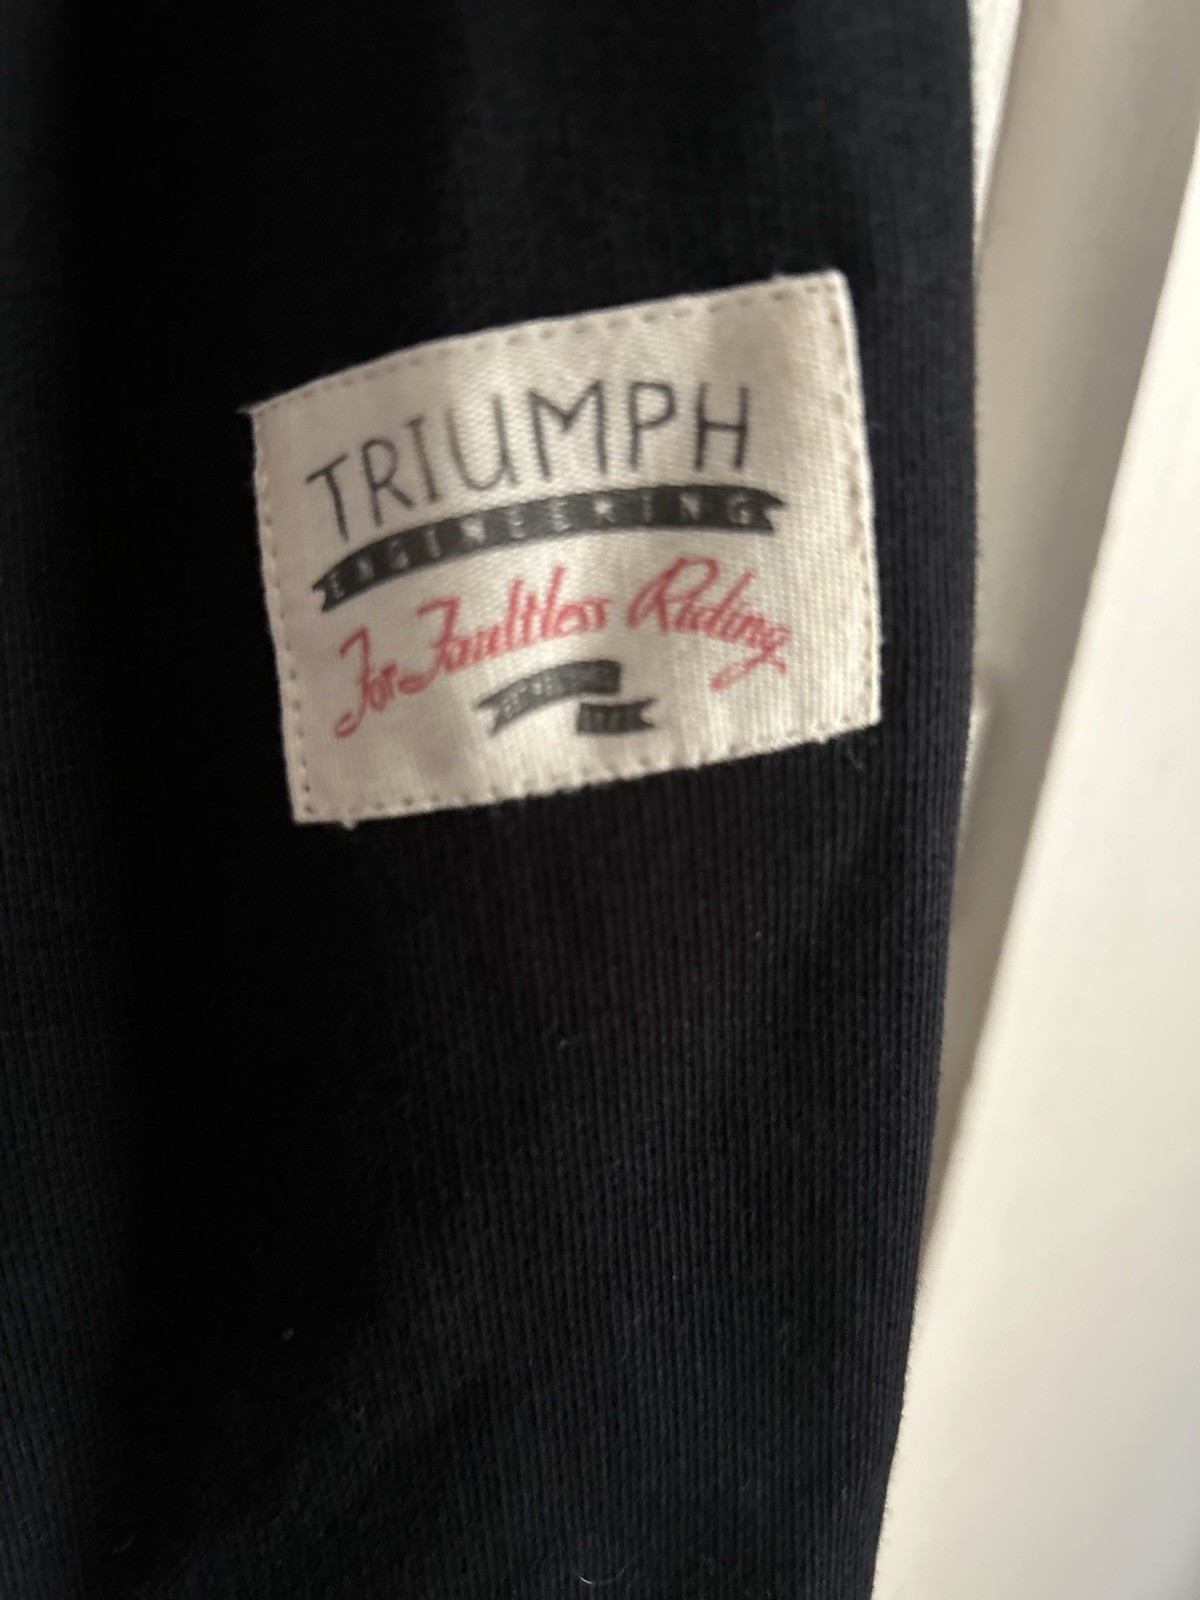 TRIUMPH
ENGINEERING
For Faultless Riding